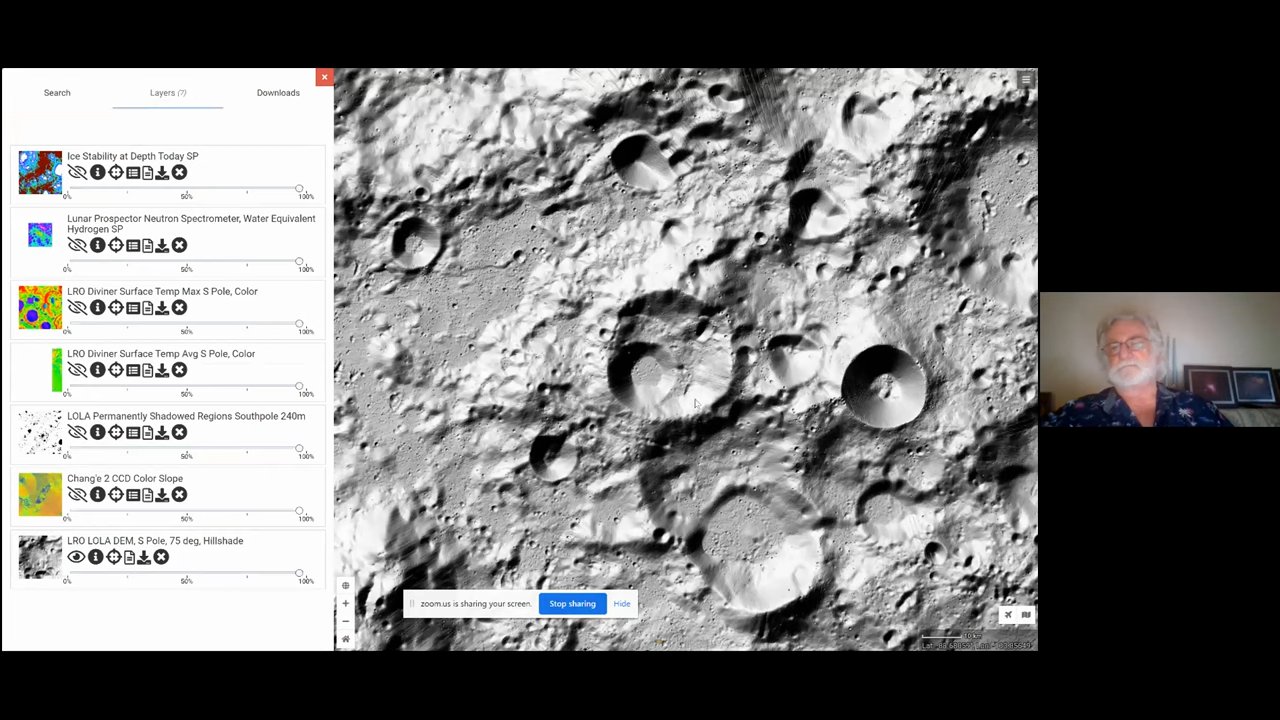 Search
Layers (7)
Downloads
Ice Stability at Depth Today SP
0%
50%
100%
Lunar Prospector Neutron Spectrometer, Water Equivalent
Hydrogen SP
0%
50%
100%
LRO Diviner Surface Temp Max S Pole, Color
0%
50%
100%
LRO Diviner Surface Temp Avg S Pole, Color
0%
50%
100%
LOLA Permanently Shadowed Regions Southpole 240m
0%
50%
100%
Chang'e 2 CCD Color Slope
0%
50%
100%
LRO LOLA DEM, S Pole, 75 deg, Hillshade
0%
50%
100%
zoom.us is sharing your screen.
Stop sharing
Hide
10 km